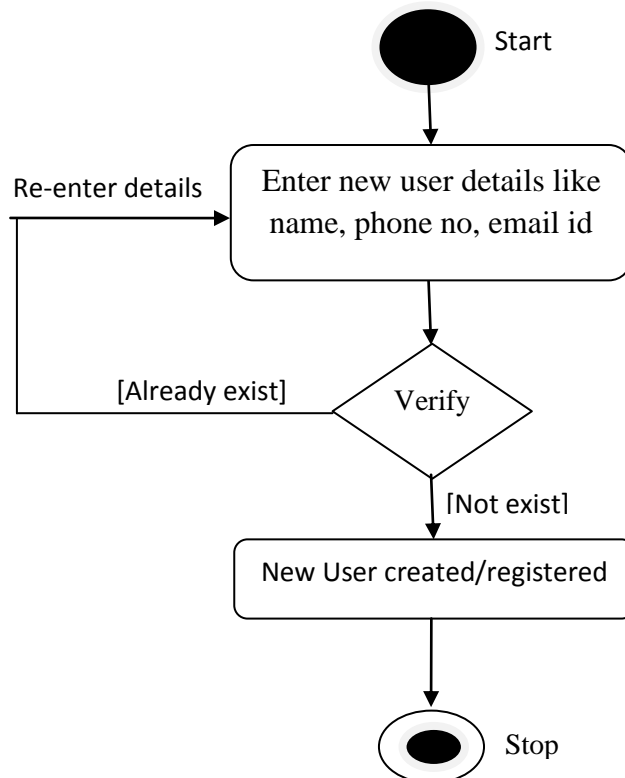 Start
Enter new user details like
name, phone no, email id
Re-enter details
Verify
[Already exist]
[Not exist]
New User created/registered
Stop